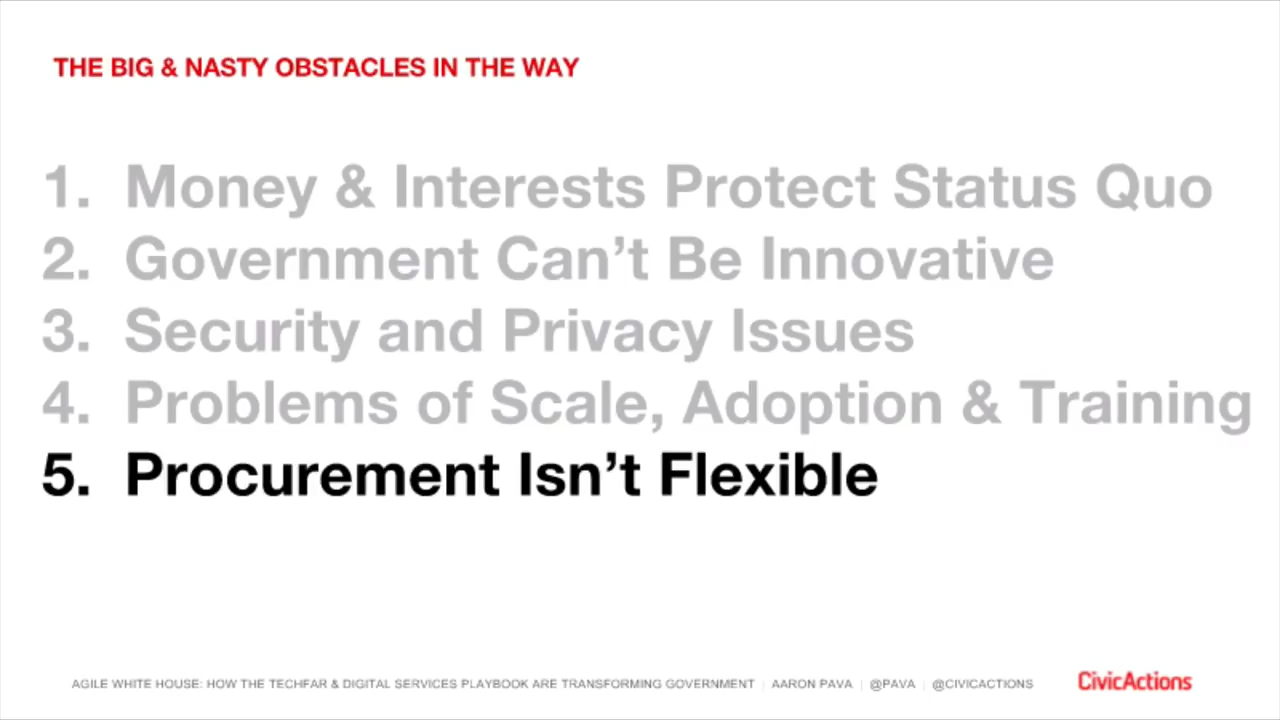 THE BIG & NASTY OBSTACLES IN THE WAY
1. Money & Interests Protect Status Quo
2. Government Can’t Be Innovative
3. Security and Privacy Issues
4. Problems of Scale, Adoption & Training
5. Procurement Isn’t Flexible
AGILE WHITE HOUSE: HOW THE TECHFAR & DIGITAL SERVICES PLAYBOOK ARE TRANSFORMING GOVERNMENT | AARON PAVA | @PAVA | @CIVICACTIONS CivicActions